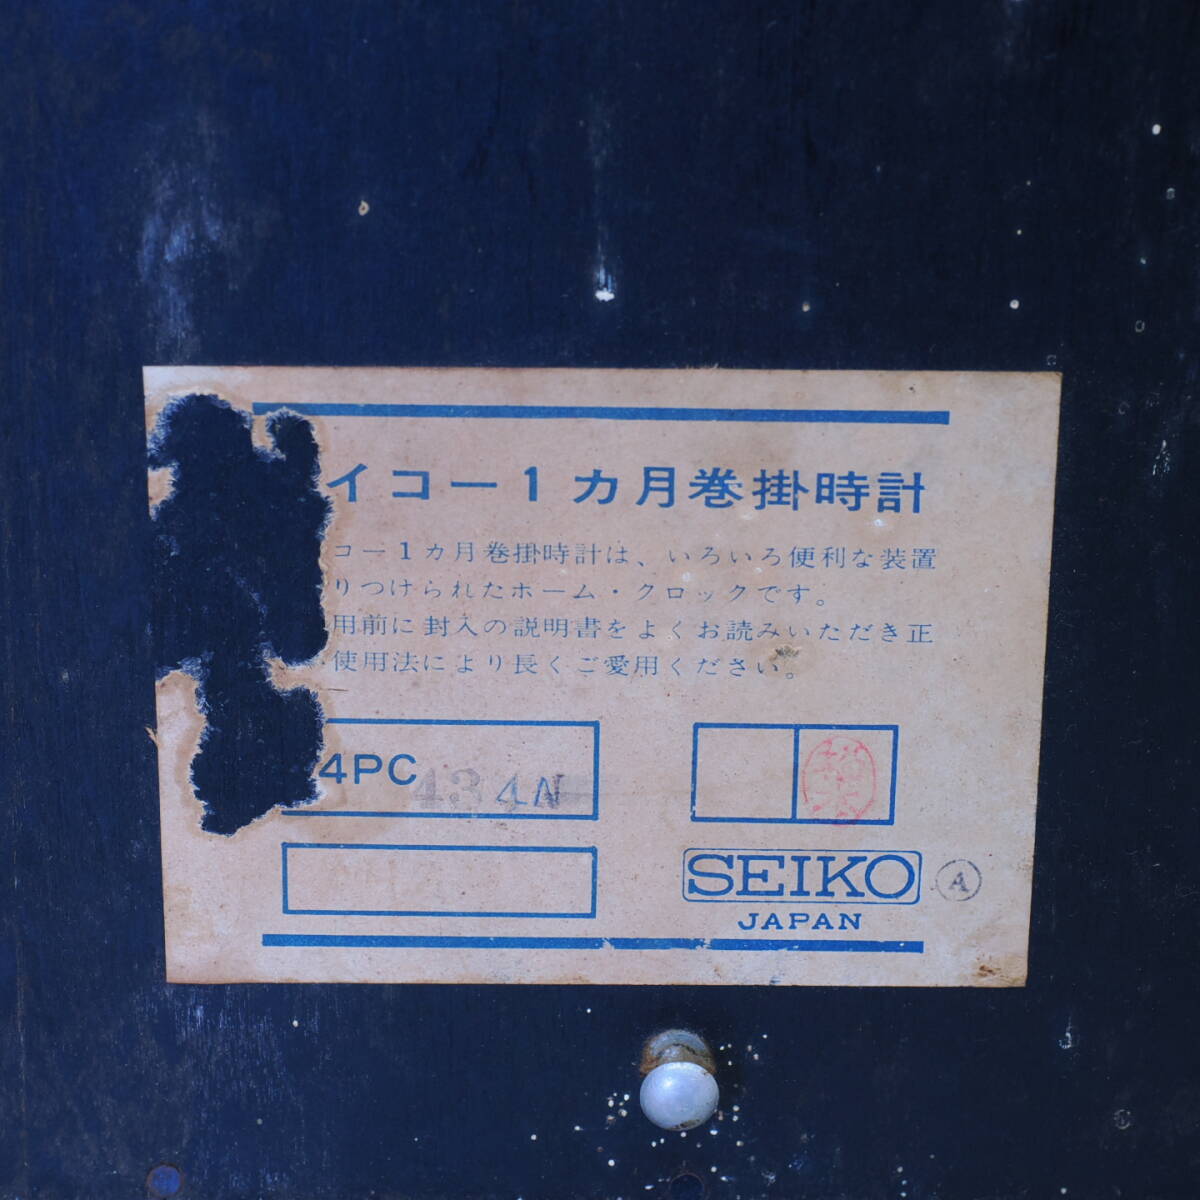 イコー1カ月巻掛時計
コー1カ月巻掛時計は、いろいろ便利な装置
りつけられたホーム・クロックです。
用前に封入の説明書をよくお読みいただき正
使用法により長くご愛用ください。
4PC 434N
SEIKO
A
JAPAN